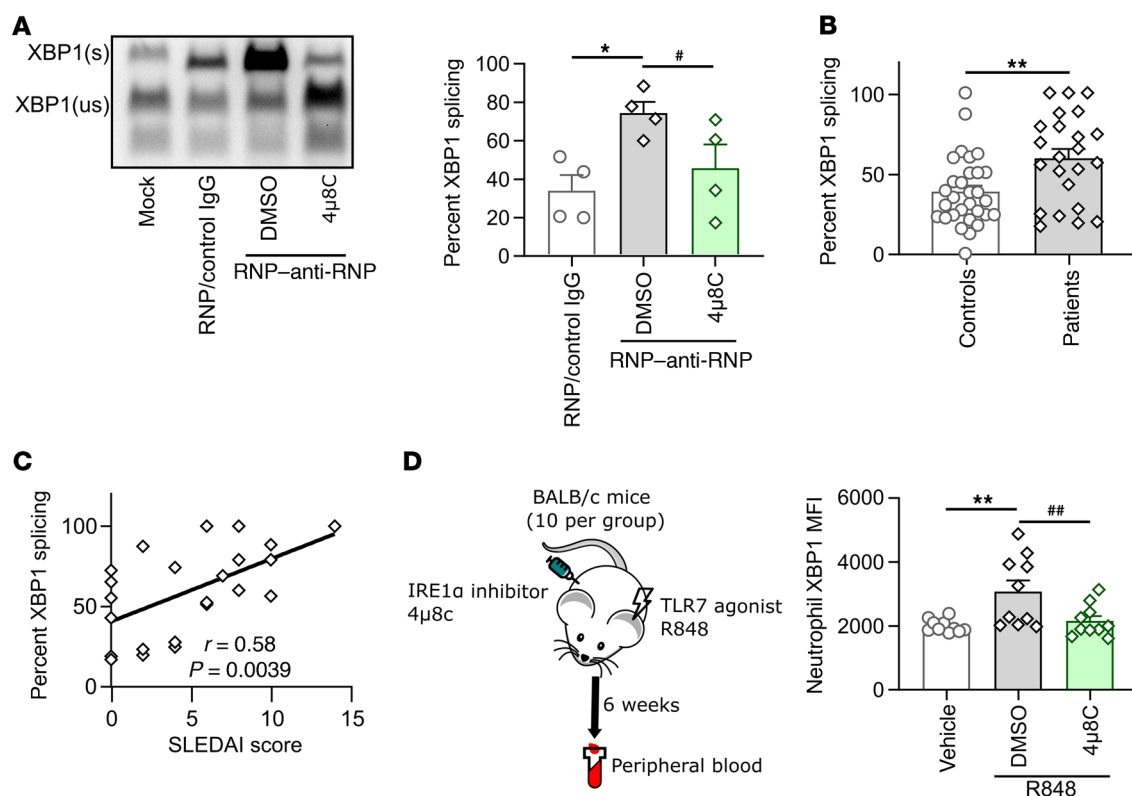 A
XBP1(s)
XBP1(us)
Mock
RNP/control IgG
DMSO
4µ8C
RNP–anti-RNP
Percent XBP1 splicing
100
80
60
40
20
0
*
#
RNP/control IgG
DMSO
4µ8C
RNP–anti-RNP
B
Percent XBP1 splicing
100
50
0
**
Controls
Patients
C
Percent XBP1 splicing
100
50
0
r = 0.58
P = 0.0039
0 5 10 15
SLEDAI score
D
BALB/c mice
(10 per group)
IRE1α inhibitor
4µ8c
TLR7 agonist
R848
6 weeks
Peripheral blood
Neutrophil XBP1 MFI
6000
4000
2000
0
**
##
Vehicle
DMSO
4µ8C
R848